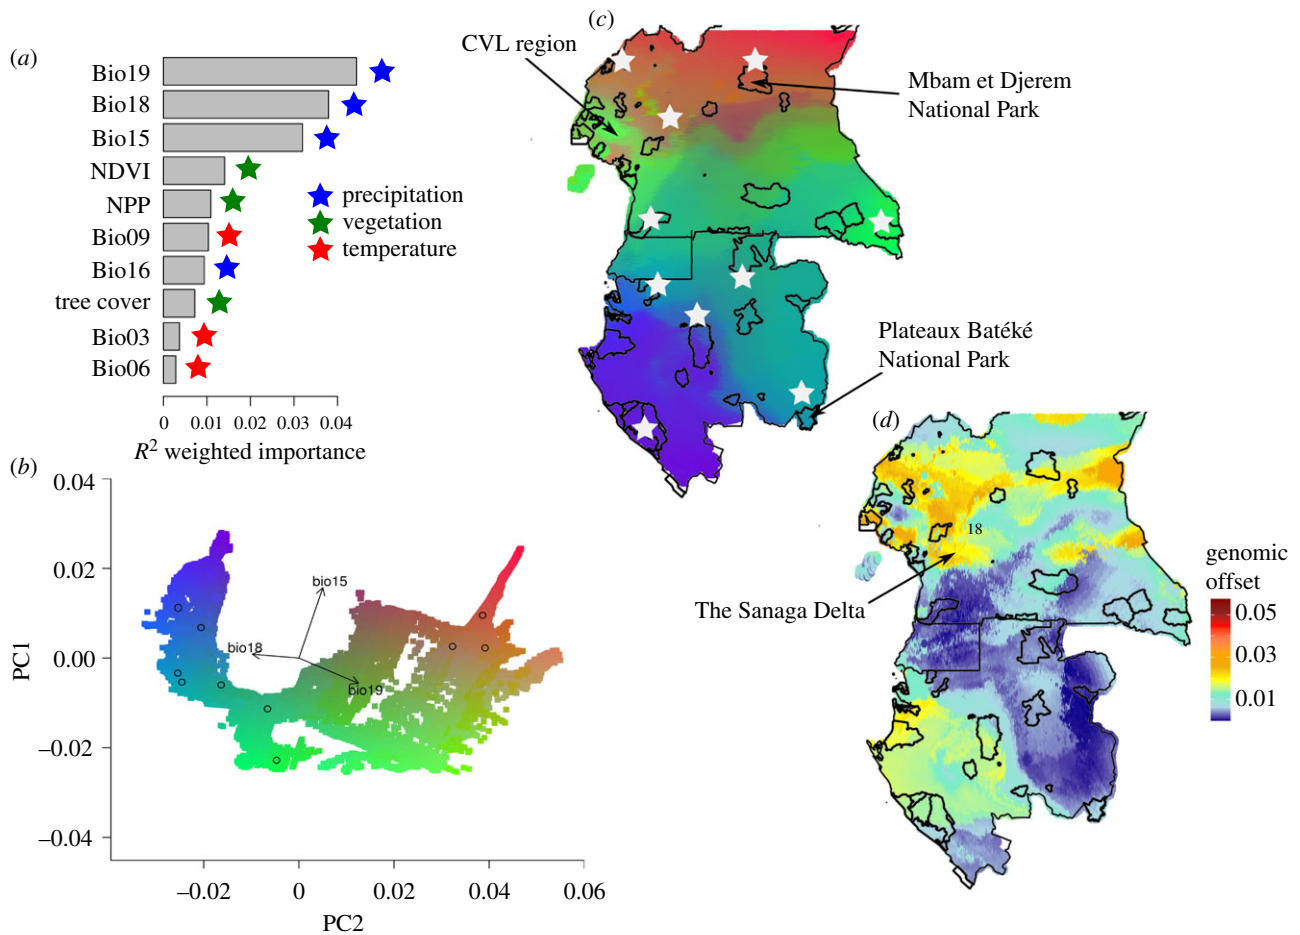 (a)
Bio19
Bio18
Bio15
NDVI
NPP
Bio09
Bio16
tree cover
Bio03
Bio06
precipitation
vegetation
temperature
0 0.01 0.02 0.03 0.04
R² weighted importance
(b)
0.04
0.02
0.00
−0.02
−0.04
PC1
bio15
bio18
bio19
−0.02 0 0.02 0.04 0.06
PC2
(c)
CVL region
Mbam et Djerem
National Park
Plateaux Batéké
National Park
(d)
18
The Sanaga Delta
genomic
offset
0.05
0.03
0.01